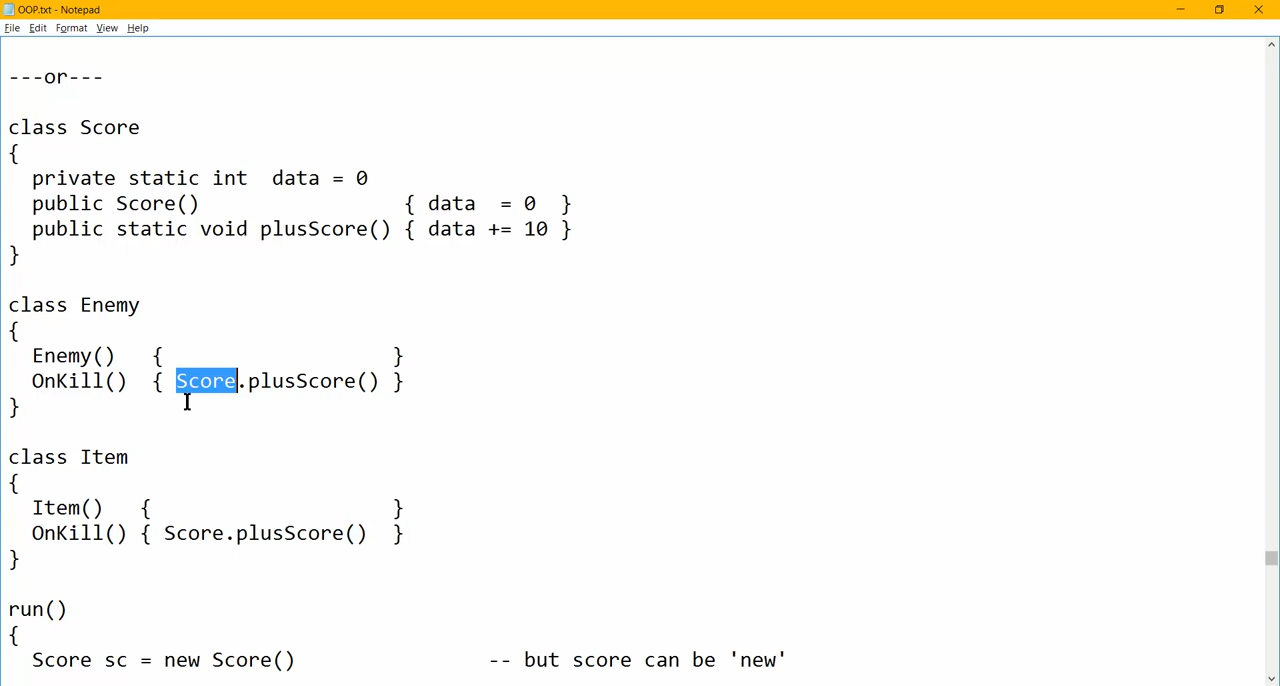 OOP.txt - Notepad
File Edit Format View Help
---or---
class Score
{
private static int  data = 0
public Score()                 { data  = 0  }
public static void plusScore() { data += 10 }
}
class Enemy
{
Enemy()   {                    }
OnKill()  { Score.plusScore() }
}
class Item
{
Item()   {                     }
OnKill() { Score.plusScore()  }
}
run()
{
Score sc = new Score()                -- but score can be 'new'